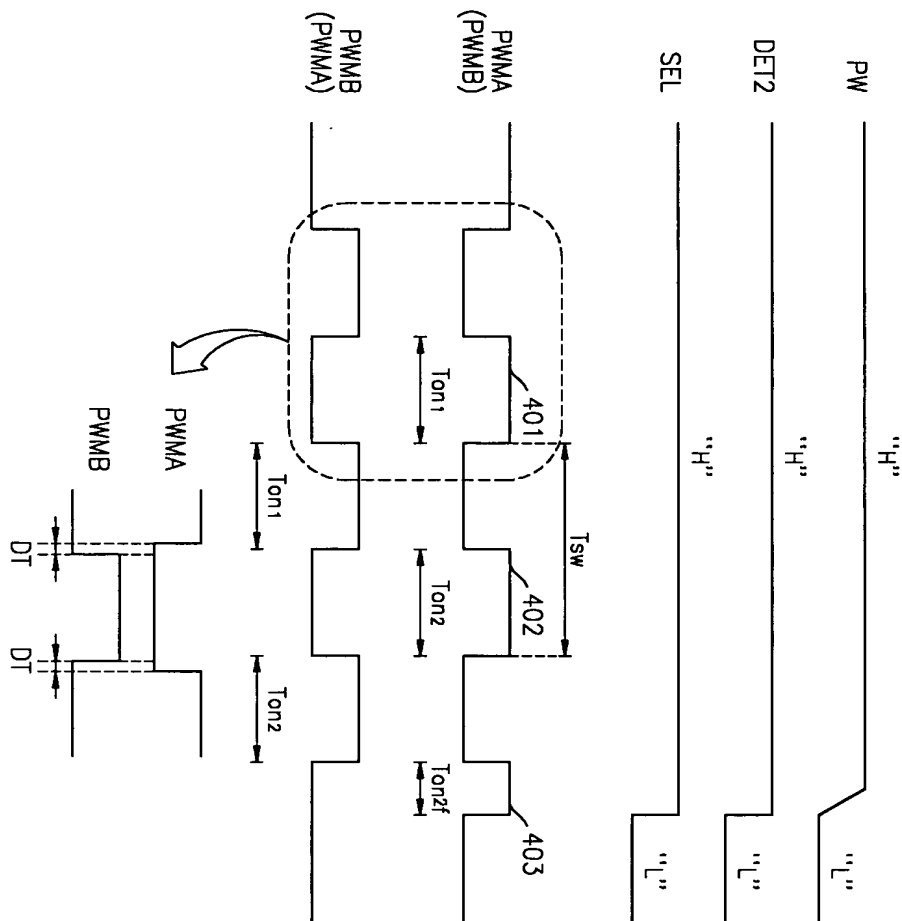 PW
"H"
"L"
DET2
"H"
"L"
SEL
"H"
"L"
PWMA
(PWMB)
401
402
403
Tsw
Ton1
Ton2
Ton2f
PWMB
(PWMA)
Ton1
Ton2
PWMA
PWMB
DT
DT